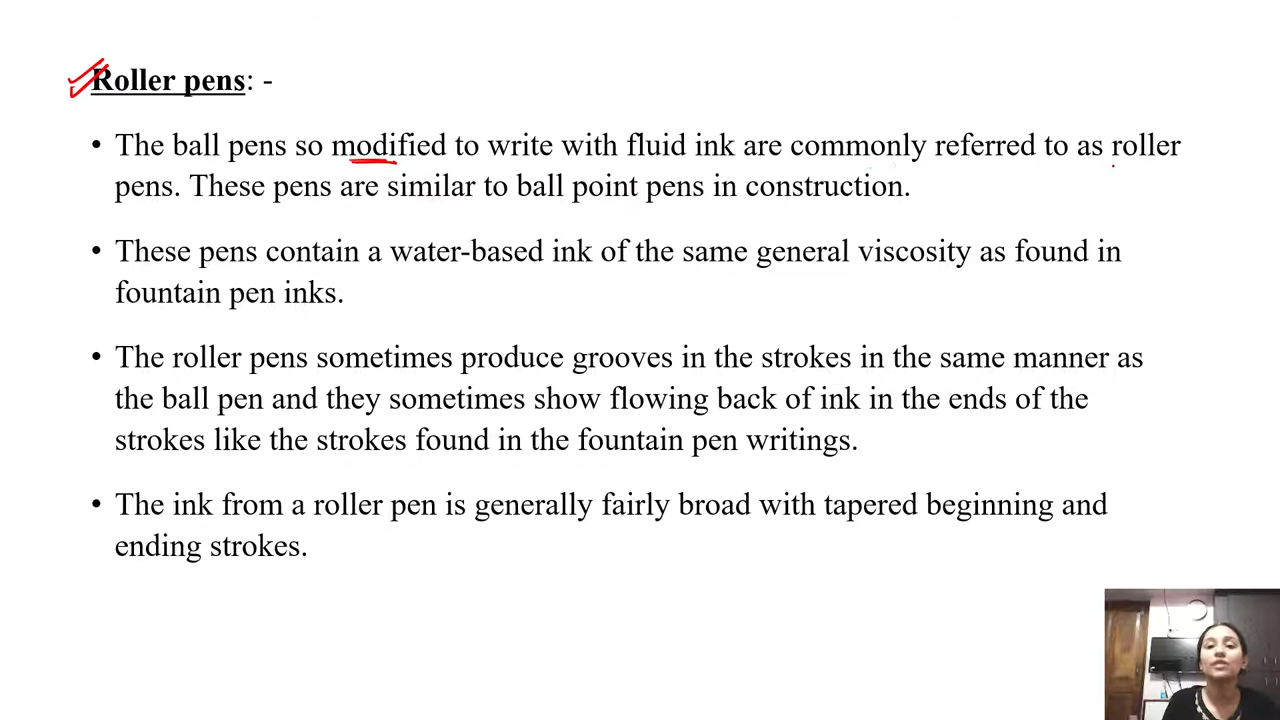 Roller pens: -
• The ball pens so modified to write with fluid ink are commonly referred to as roller
pens. These pens are similar to ball point pens in construction.
• These pens contain a water-based ink of the same general viscosity as found in
fountain pen inks.
• The roller pens sometimes produce grooves in the strokes in the same manner as
the ball pen and they sometimes show flowing back of ink in the ends of the
strokes like the strokes found in the fountain pen writings.
• The ink from a roller pen is generally fairly broad with tapered beginning and
ending strokes.